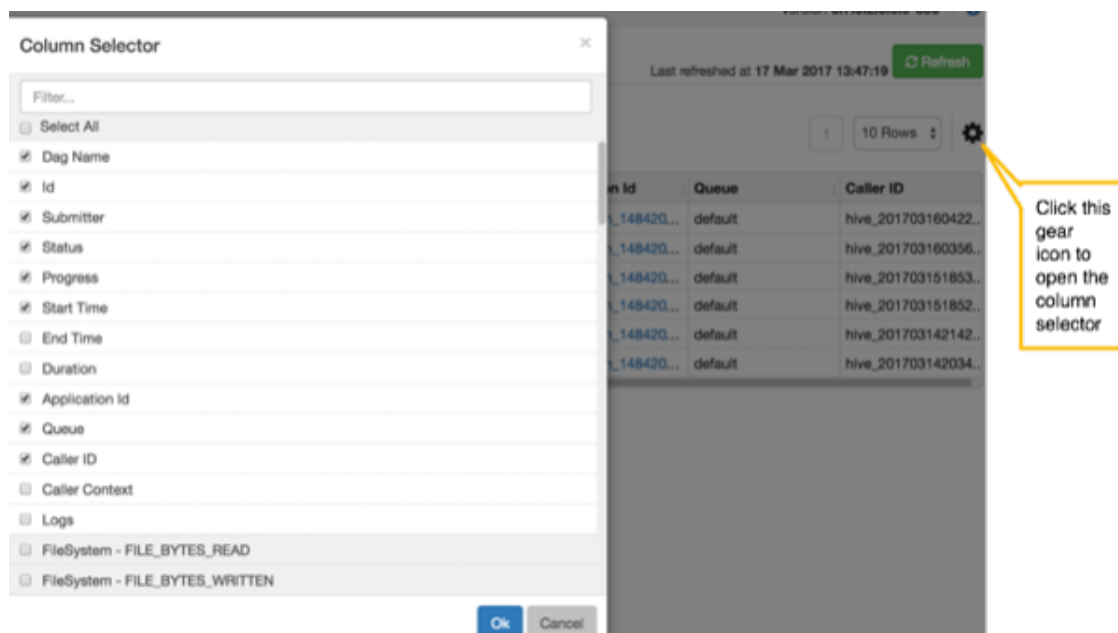 Column Selector ×
Last refreshed at 17 Mar 2017 13:47:19 Refresh
Filter...
Select All
1 10 Rows
Dag Name
Id
n Id Queue Caller ID
Submitter
_148420... default hive_201703160422..
Status
_148420... default hive_201703160356..
Progress
_148420... default hive_201703151853..
Start Time
_148420... default hive_201703151852..
End Time
_148420... default hive_201703142142..
Duration
_148420... default hive_201703142034..
Application Id
Queue
Caller ID
Caller Context
Logs
FileSystem - FILE_BYTES_READ
FileSystem - FILE_BYTES_WRITTEN
Ok Cancel
Click this
gear
icon to
open the
column
selector